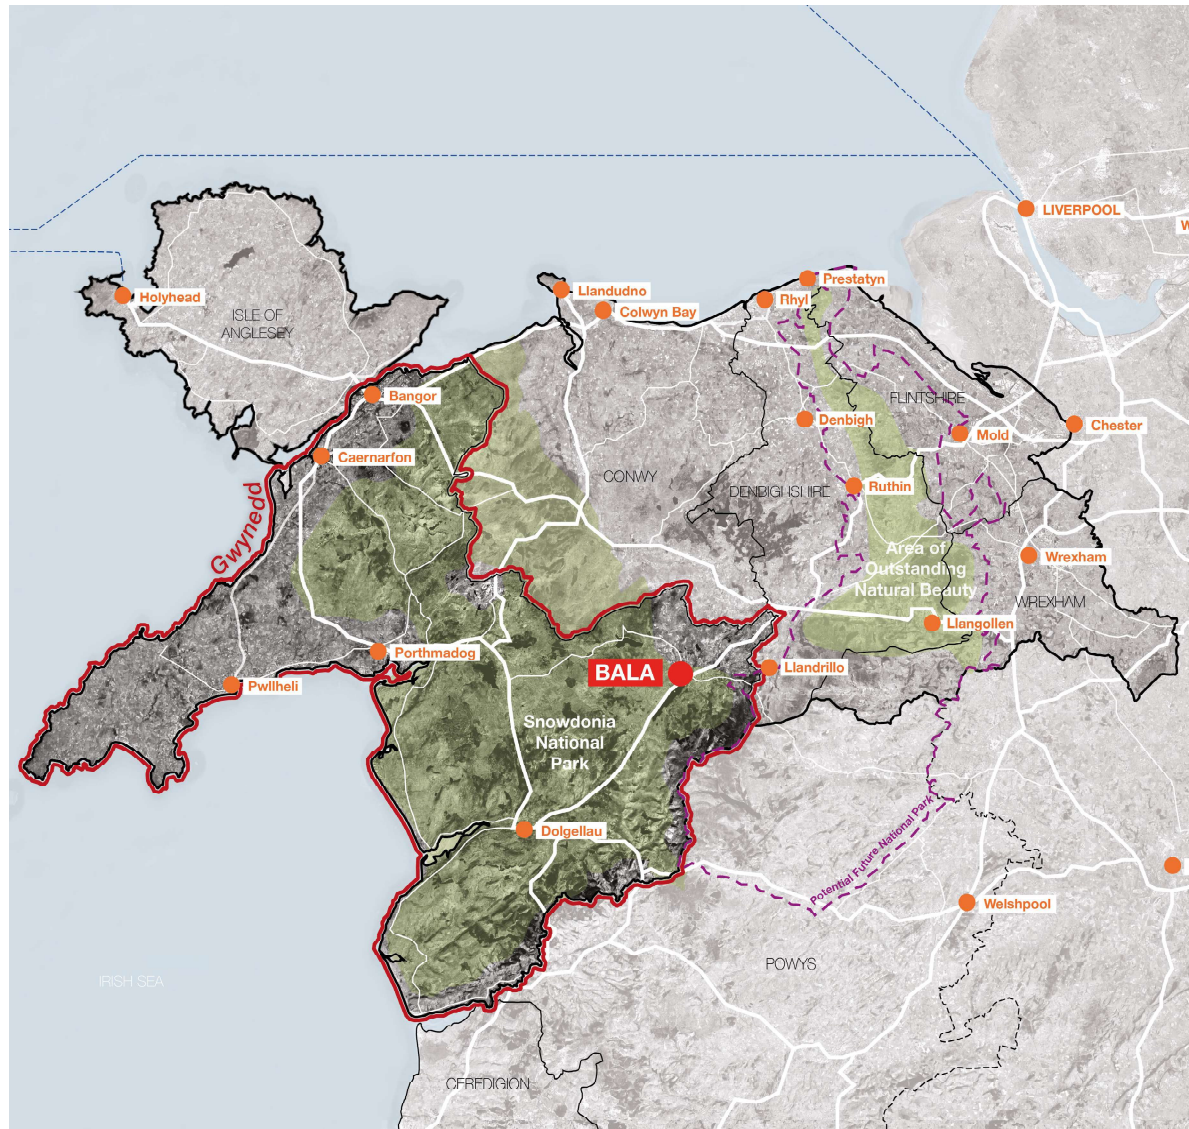 LIVERPOOL
W
Prestatyn
Holyhead
Llandudno
Rhyl
Colwyn Bay
ISLE OF
ANGLESEY
Bangor
FLINTSHIRE
Denbigh
Chester
Mold
Caernarfon
CONWY
Ruthin
DENBIGHSHIRE
Gwynedd
Area of
Outstanding
Natural Beauty
Wrexham
WREXHAM
Llangollen
Porthmadog
BALA
Llandrillo
Pwllheli
Snowdonia
National
Park
Potential Future National Park
Dolgellau
Welshpool
POWYS
IRISH SEA
CEREDIGION